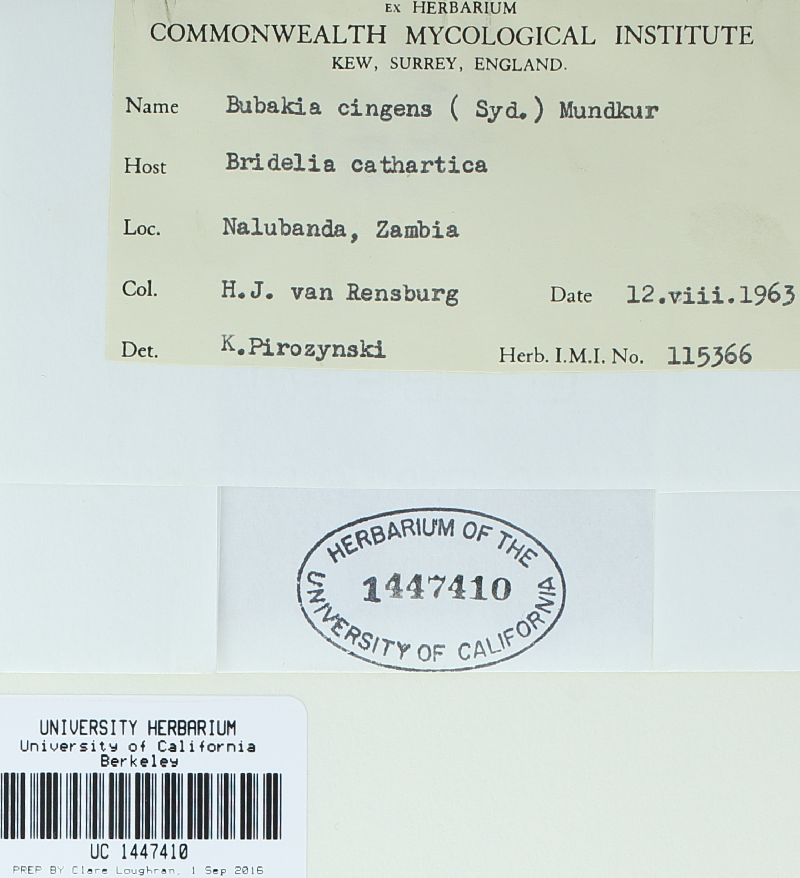 EX HERBARIUM
COMMONWEALTH MYCOLOGICAL INSTITUTE
KEW, SURREY, ENGLAND.
Name Bubakia cingens ( Syd.) Mundkur
Host Bridelia cathartica
Loc. Nalubanda, Zambia
Col. H.J. van Rensburg Date 12.viii.1963
Det. K.Pirozynski Herb. I.M.I. No. 115366
HERBARIUM OF THE
1447410
UNIVERSITY OF CALIFORNIA
UNIVERSITY HERBARIUM
University of California
Berkeley
UC 1447410
PREP BY Clare Loughran, 1 Sep 2016